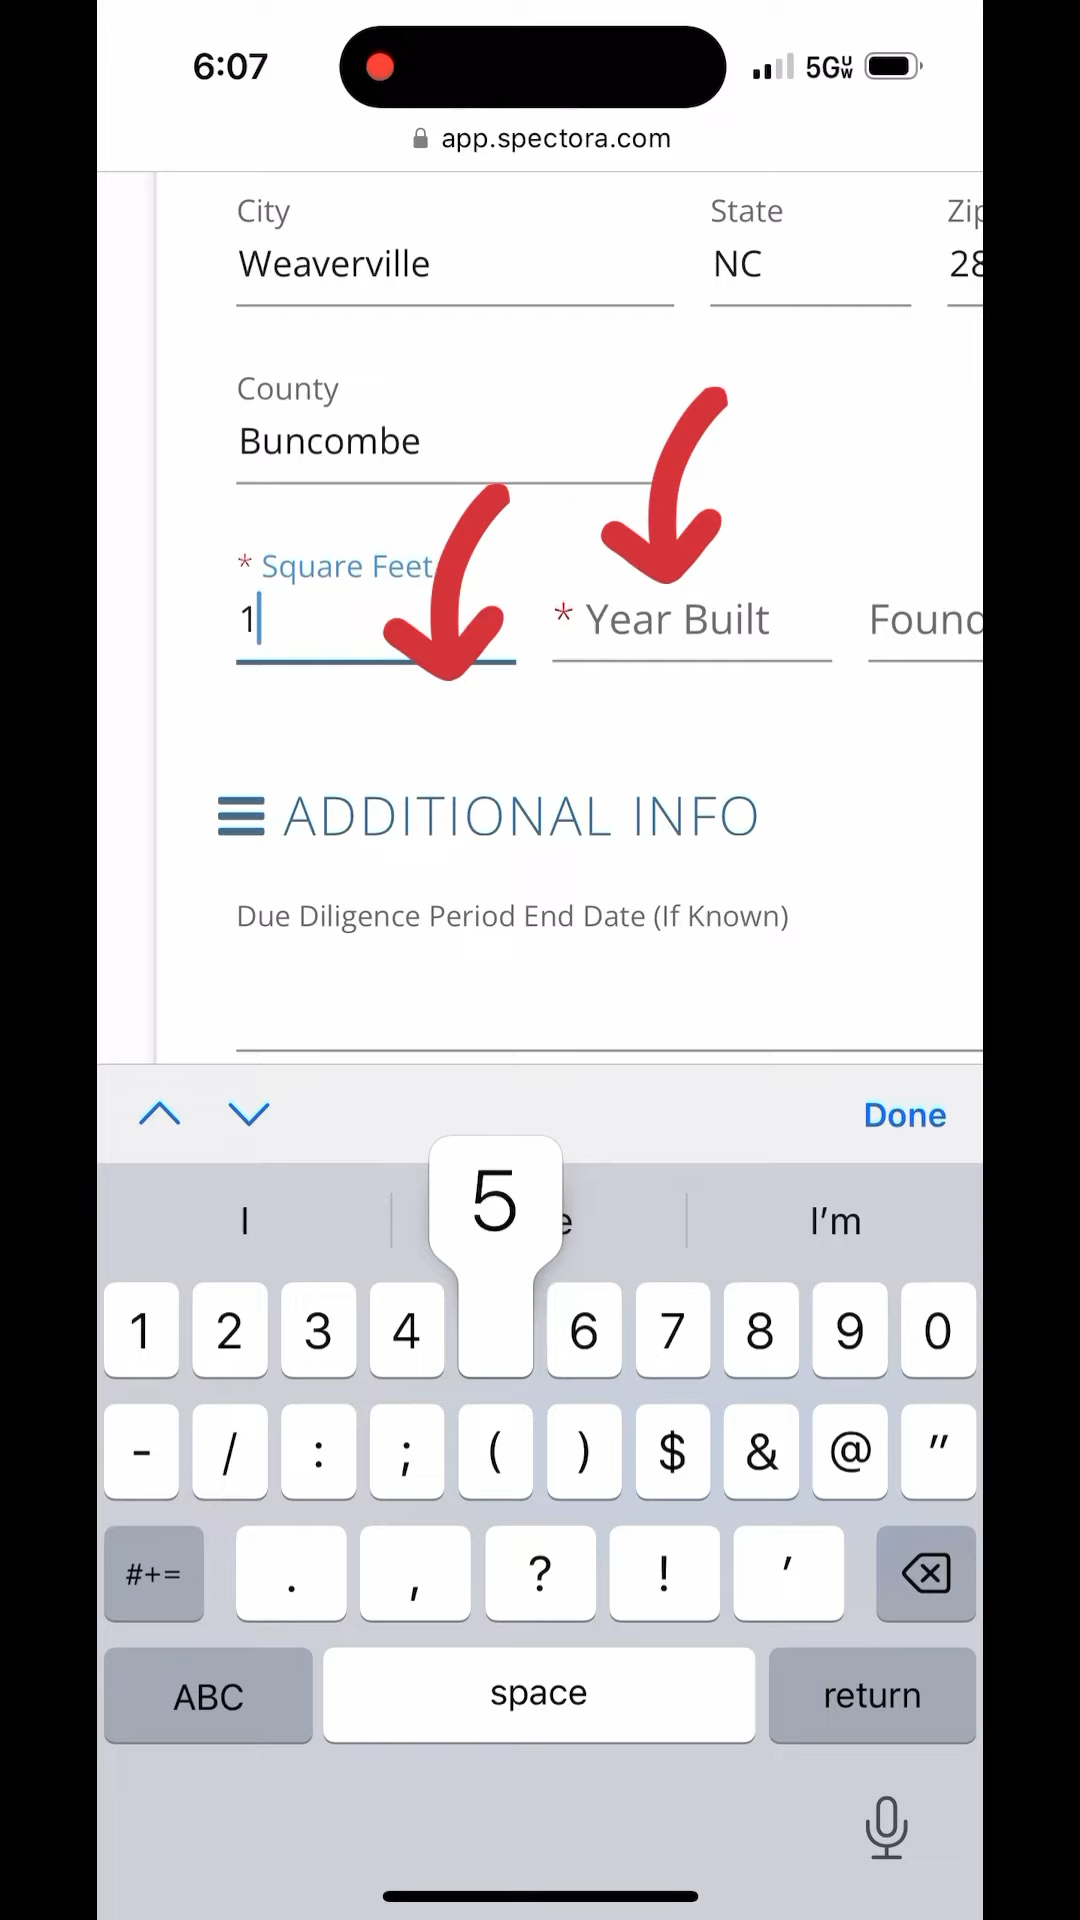 6:07
5G UW
app.spectora.com
City State Zip
Weaverville NC 28
County
Buncombe
* Square Feet
1 * Year Built Found
ADDITIONAL INFO
Due Diligence Period End Date (If Known)
Done
5
I e I’m
1 2 3 4 6 7 8 9 0
- / : ; ( ) $ & @ "
#+= . , ? ! ’
ABC space return